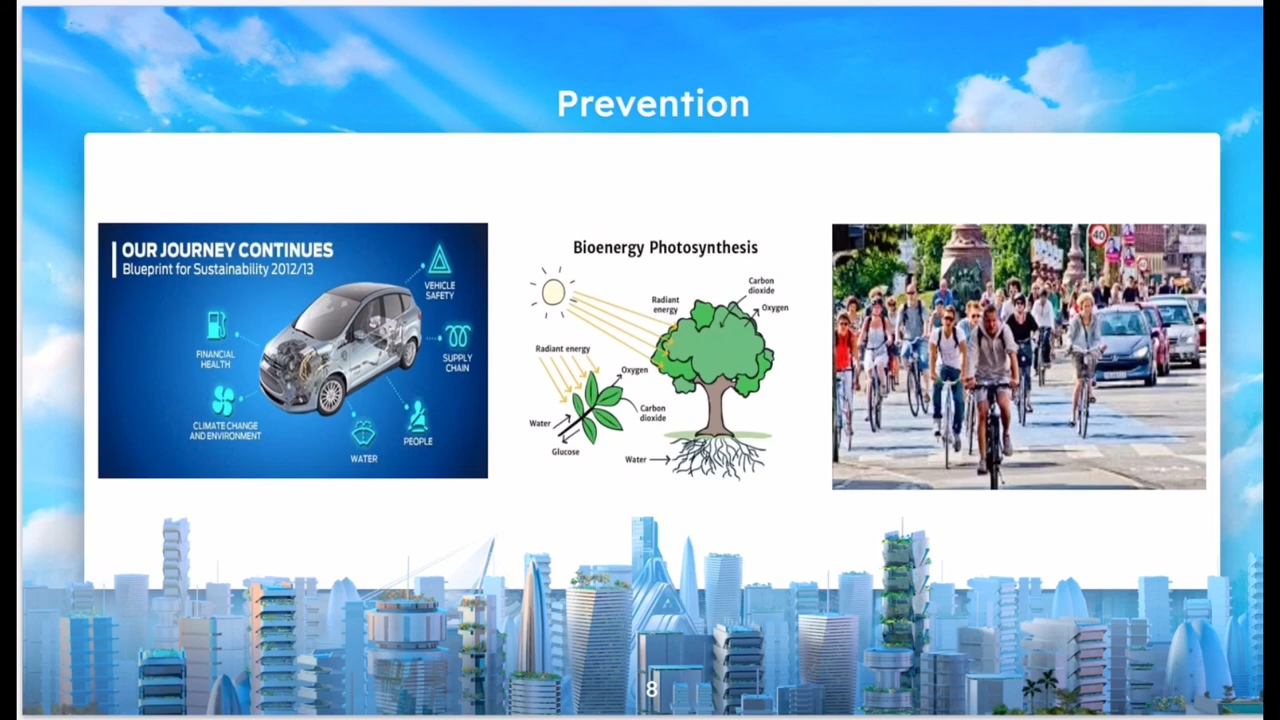 Prevention
OUR JOURNEY CONTINUES
Blueprint for Sustainability 2012/13
VEHICLE
SAFETY
FINANCIAL
HEALTH
SUPPLY
CHAIN
CLIMATE CHANGE
AND ENVIRONMENT
PEOPLE
WATER
Bioenergy Photosynthesis
Carbon
dioxide
Radiant
energy
Oxygen
Radiant energy
Oxygen
Carbon
dioxide
Water
Glucose
Water
40
8